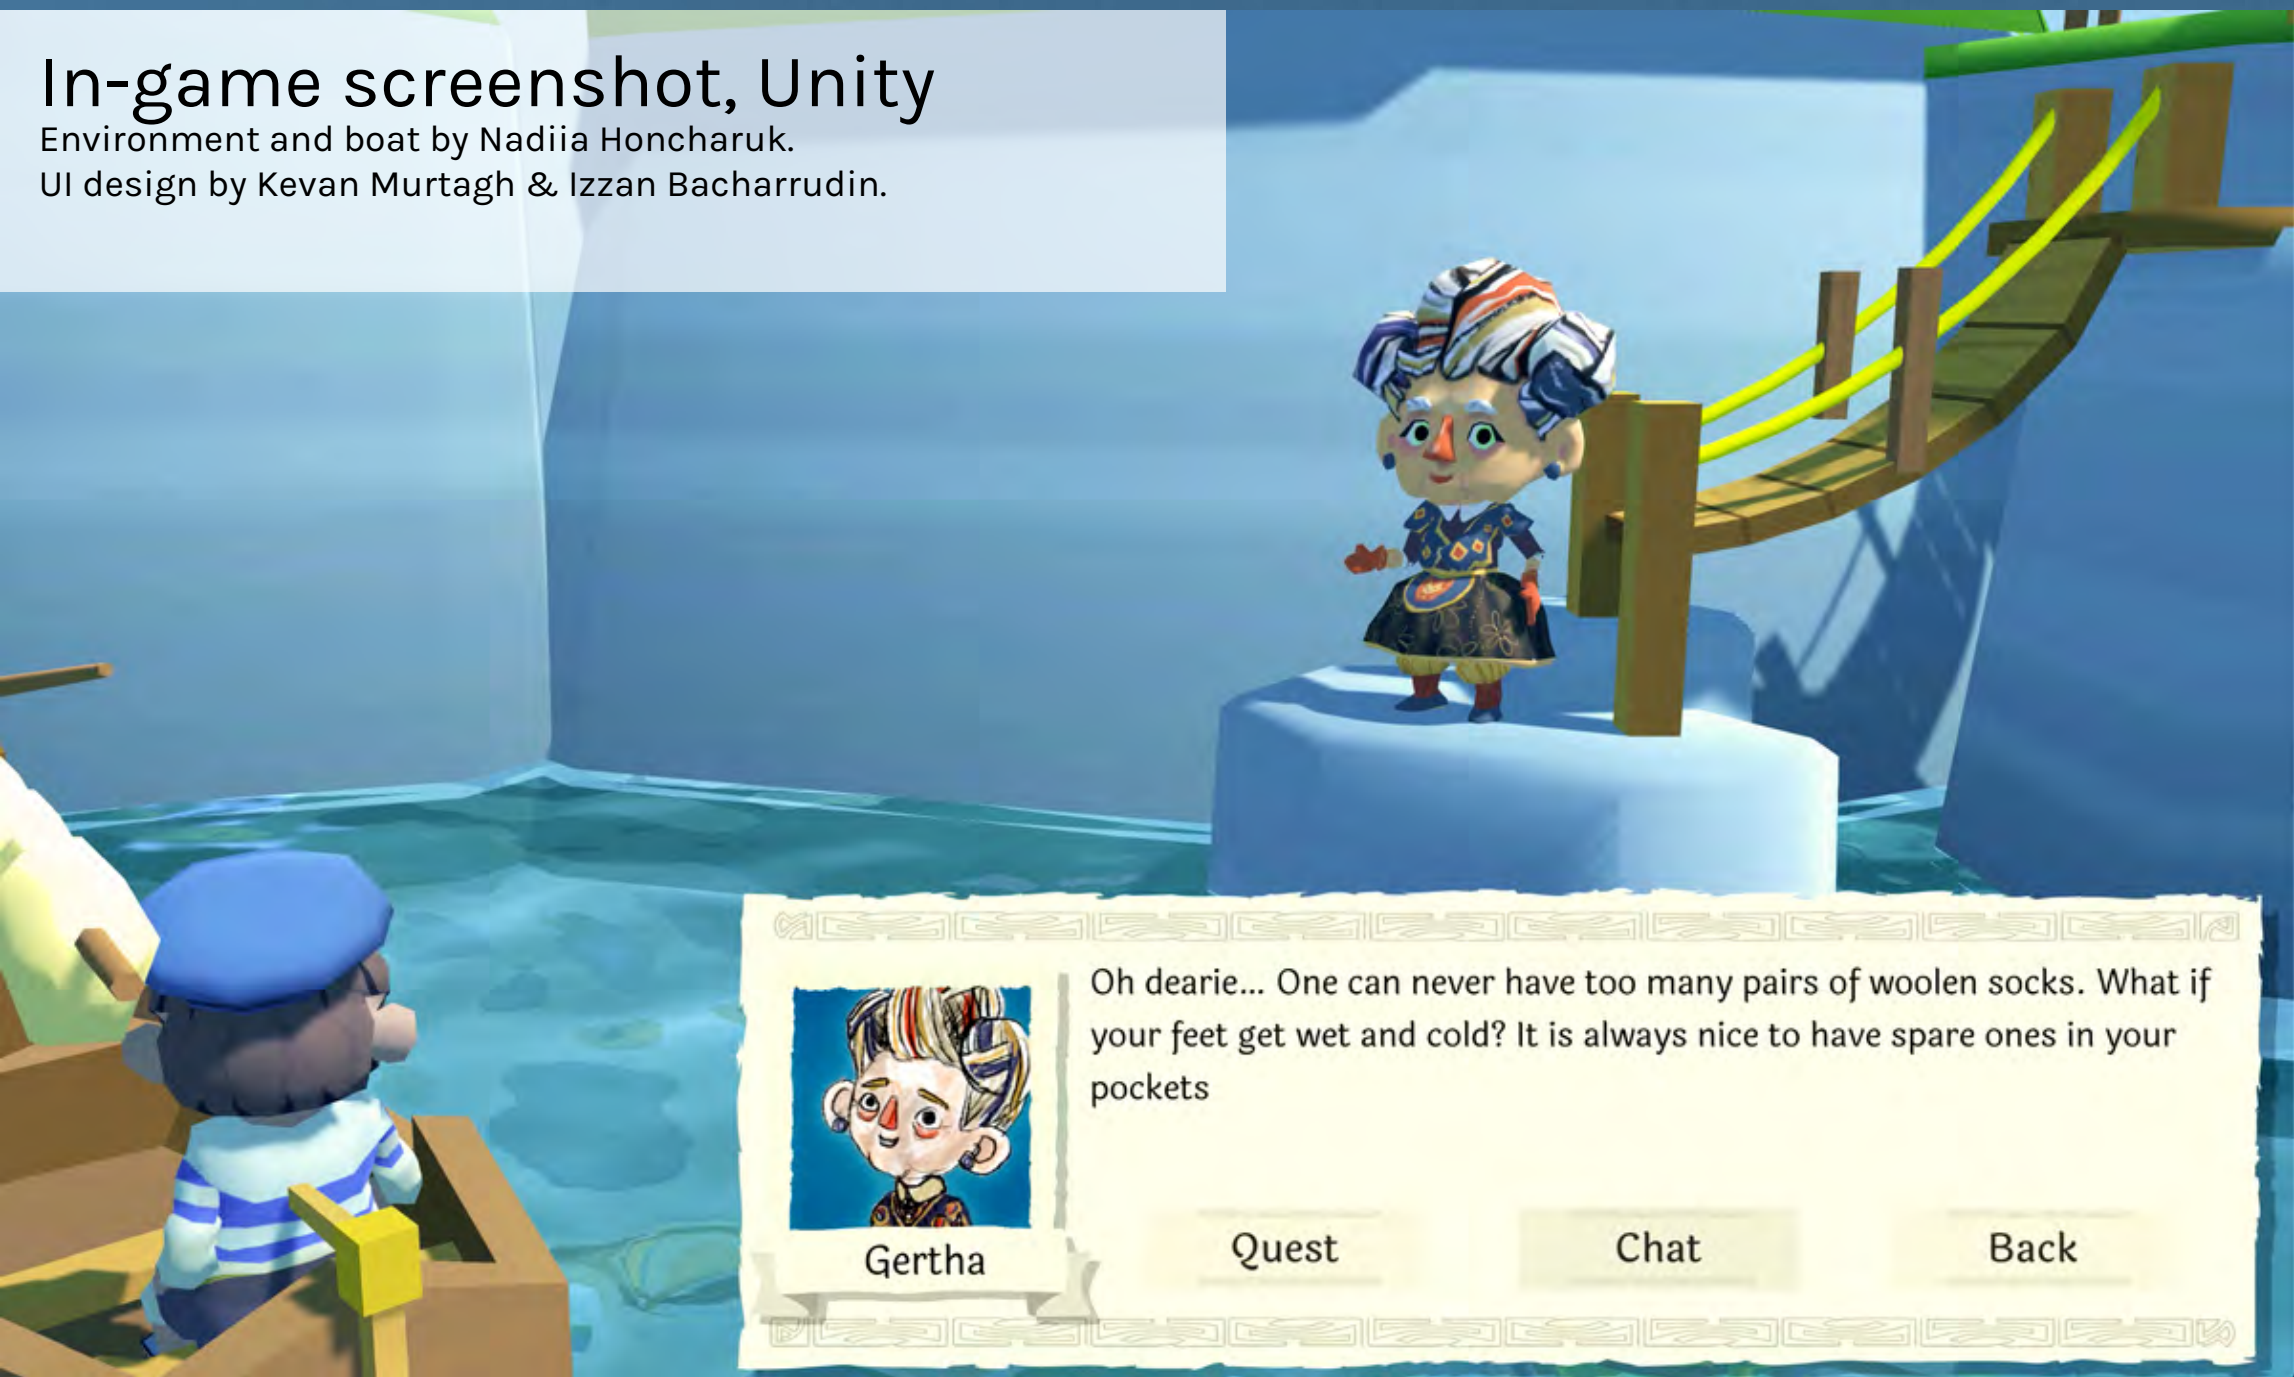 In-game screenshot, Unity
Environment and boat by Nadiia Honcharuk.
UI design by Kevan Murtagh & Izzan Bacharrudin.
Oh dearie... One can never have too many pairs of woolen socks. What if
your feet get wet and cold? It is always nice to have spare ones in your
pockets
Gertha
Quest
Chat
Back